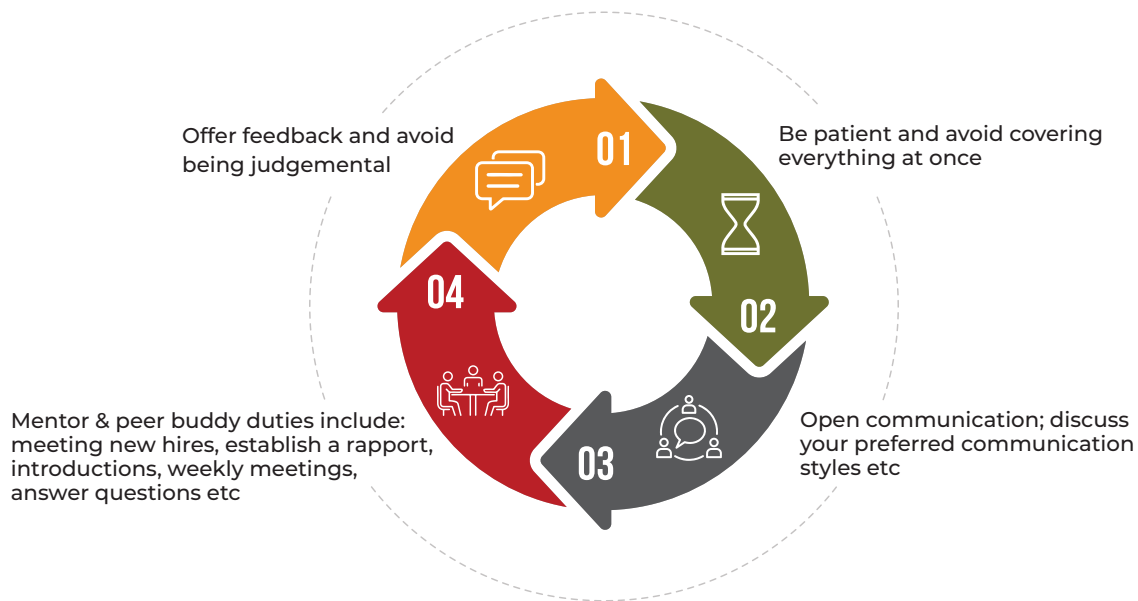 Offer feedback and avoid
being judgemental
01
Be patient and avoid covering
everything at once
02
Open communication; discuss
your preferred communication
styles etc
03
Mentor & peer buddy duties include:
meeting new hires, establish a rapport,
introductions, weekly meetings,
answer questions etc
04